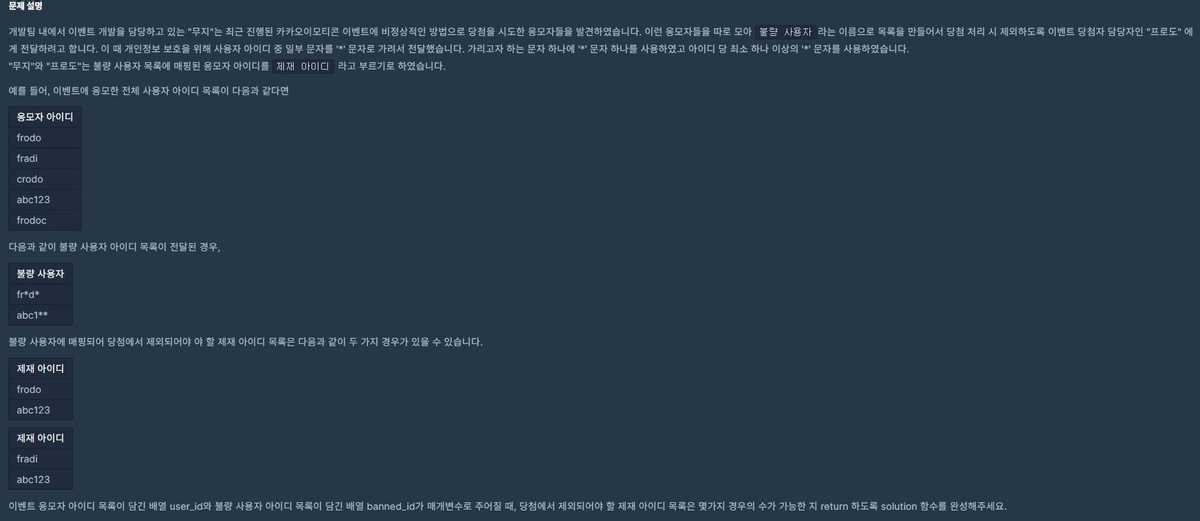 문제 설명
개발팀 내에서 이벤트 개발을 담당하고 있는 "무지"는 최근 진행된 카카오이모티콘 이벤트에 비정상적인 방법으로 당첨을 시도한 응모자들을 발견하였습니다. 이런 응모자들을 따로 모아 불량 사용자 라는 이름으로 목록을 만들어서 당첨 처리 시 제외하도록 이벤트 당첨자 담당자인 "프로도" 에
게 전달하려고 합니다. 이 때 개인정보 보호을 위해 사용자 아이디 중 일부 문자를 '*' 문자로 가려서 전달했습니다. 가리고자 하는 문자 하나에 '*' 문자 하나를 사용하였고 아이디 당 최소 하나 이상의 '*' 문자를 사용하였습니다.
"무지"와 "프로도"는 불량 사용자 목록에 매핑된 응모자 아이디를 제재 아이디 라고 부르기로 하였습니다.
예를 들어, 이벤트에 응모한 전체 사용자 아이디 목록이 다음과 같다면
응모자 아이디
frodo
fradi
crodo
abc123
frodoc
다음과 같이 불량 사용자 아이디 목록이 전달된 경우,
불량 사용자
fr*d*
abc1**
불량 사용자에 매핑되어 당첨에서 제외되어야 야 할 제재 아이디 목록은 다음과 같이 두 가지 경우가 있을 수 있습니다.
제재 아이디
frodo
abc123
제재 아이디
fradi
abc123
이벤트 응모자 아이디 목록이 담긴 배열 user_id와 불량 사용자 아이디 목록이 담긴 배열 banned_id가 매개변수로 주어질 때, 당첨에서 제외되어야 할 제재 아이디 목록은 몇가지 경우의 수가 가능한 지 return 하도록 solution 함수를 완성해주세요.